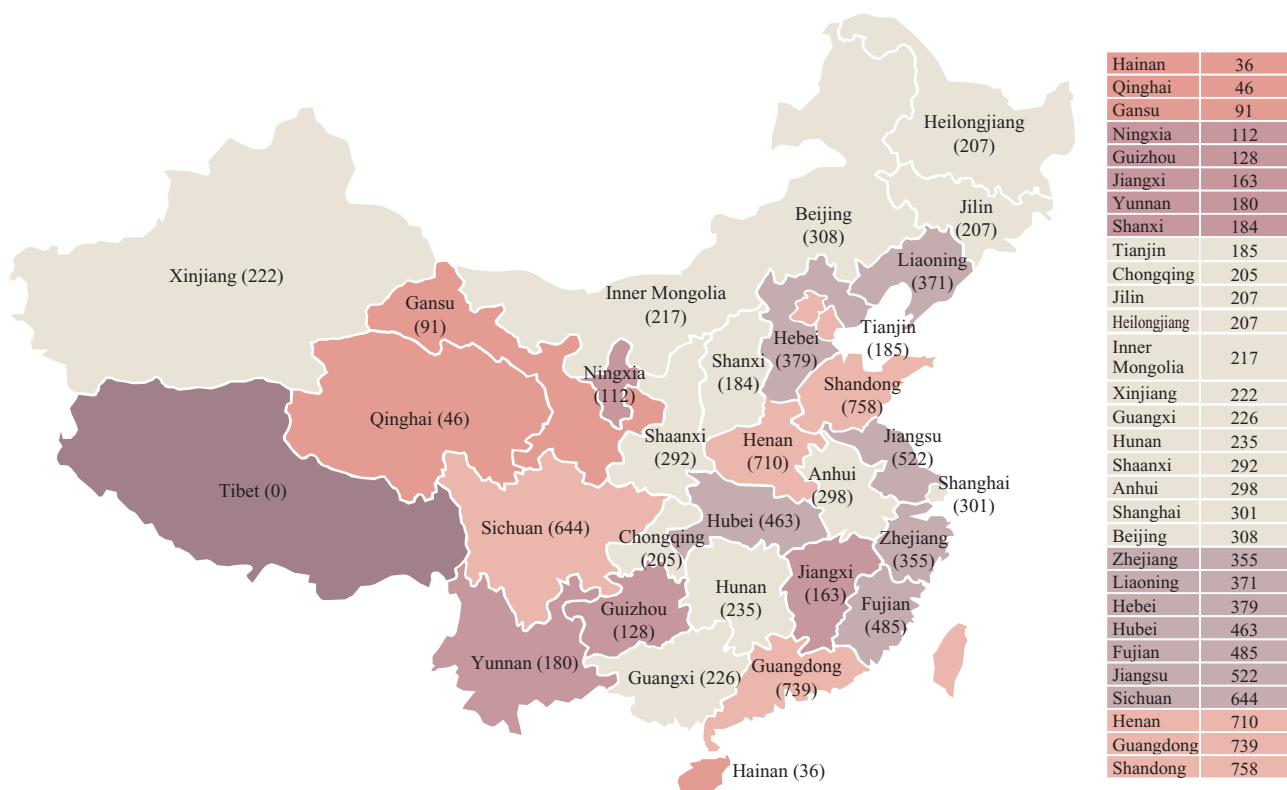 Heilongjiang
(207)
Jilin
(207)
Beijing
(308)
Liaoning
(371)
Xinjiang (222)
Inner Mongolia
(217)
Gansu
(91)
Tianjin
(185)
Hebei
(379)
Shanxi
(184)
Ningxia
(112)
Shandong
(758)
Qinghai (46)
Shaanxi
(292)
Henan
(710)
Jiangsu
(522)
Anhui
(298)
Tibet (0)
Shanghai
(301)
Sichuan (644)
Hubei (463)
Chongqing
(205)
Zhejiang
(355)
Jiangxi
(163)
Hunan
(235)
Guizhou
(128)
Fujian
(485)
Yunnan (180)
Guangxi (226)
Guangdong
(739)
Hainan (36)
Hainan 36
Qinghai 46
Gansu 91
Ningxia 112
Guizhou 128
Jiangxi 163
Yunnan 180
Shanxi 184
Tianjin 185
Chongqing 205
Jilin 207
Heilongjiang 207
Inner
Mongolia 217
Xinjiang 222
Guangxi 226
Hunan 235
Shaanxi 292
Anhui 298
Shanghai 301
Beijing 308
Zhejiang 355
Liaoning 371
Hebei 379
Hubei 463
Fujian 485
Jiangsu 522
Sichuan 644
Henan 710
Guangdong 739
Shandong 758